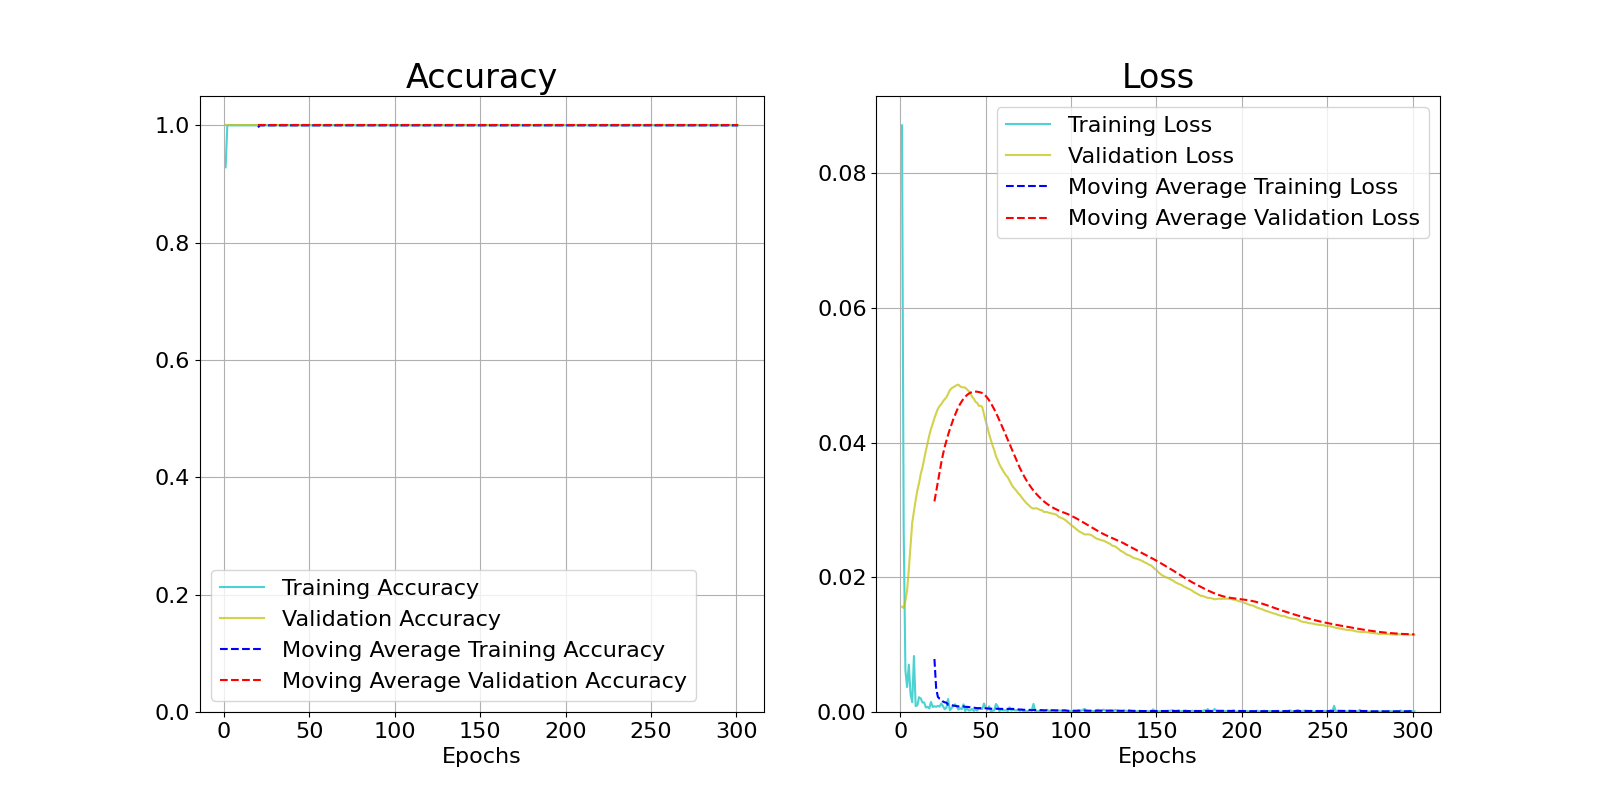 Accuracy
1.0
0.8
0.6
0.4
0.2
0.0
Training Accuracy
Validation Accuracy
Moving Average Training Accuracy
Moving Average Validation Accuracy
0 50 100 150 200 250 300
Epochs
Loss
0.08
0.06
0.04
0.02
0.00
Training Loss
Validation Loss
Moving Average Training Loss
Moving Average Validation Loss
0 50 100 150 200 250 300
Epochs